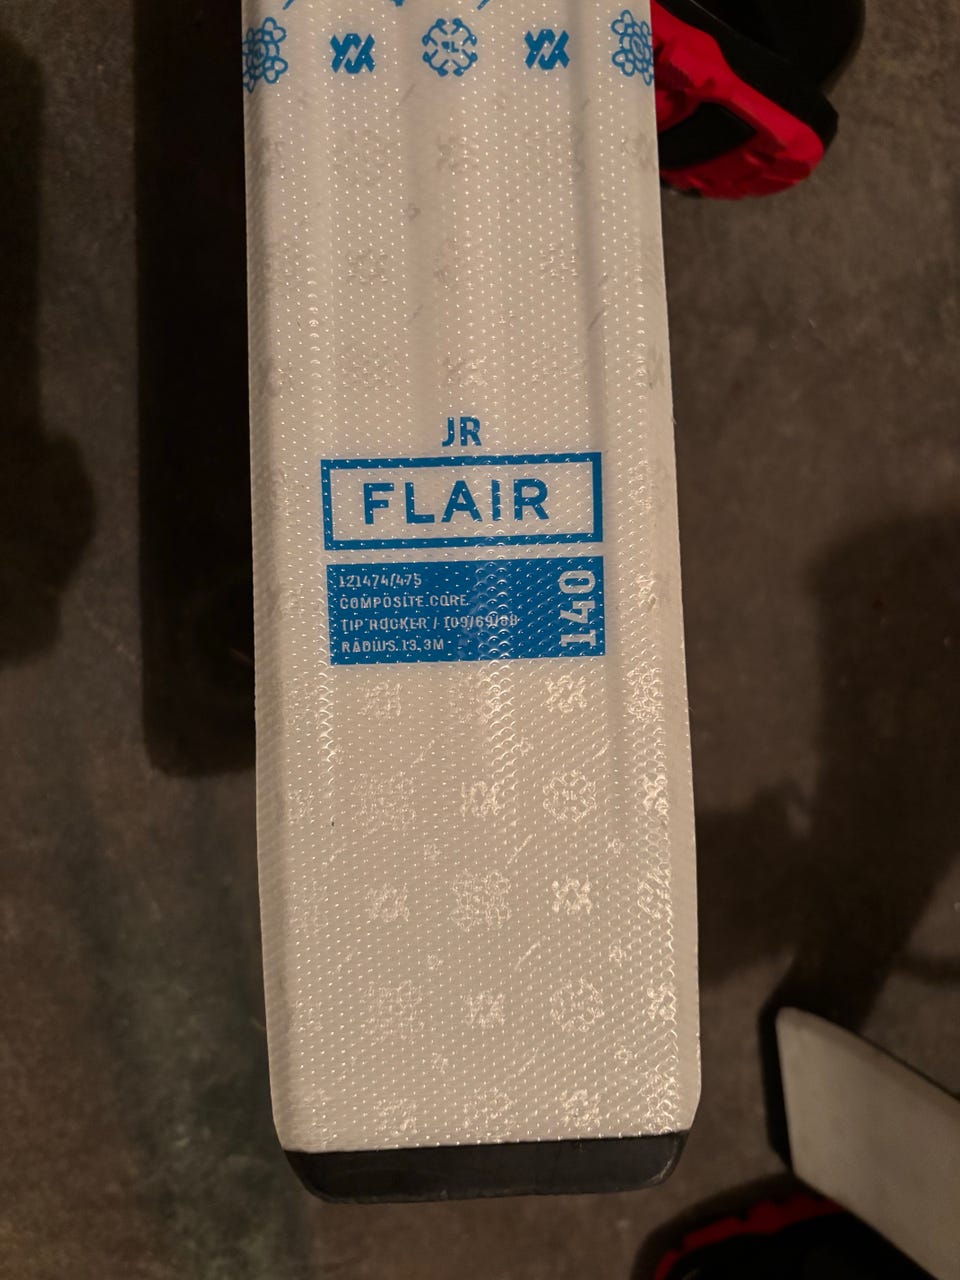 JR
FLAIR
121474/475
COMPOSITE CORE
TIP ROCKER / 109/69/88
RADIUS 13,3M
140